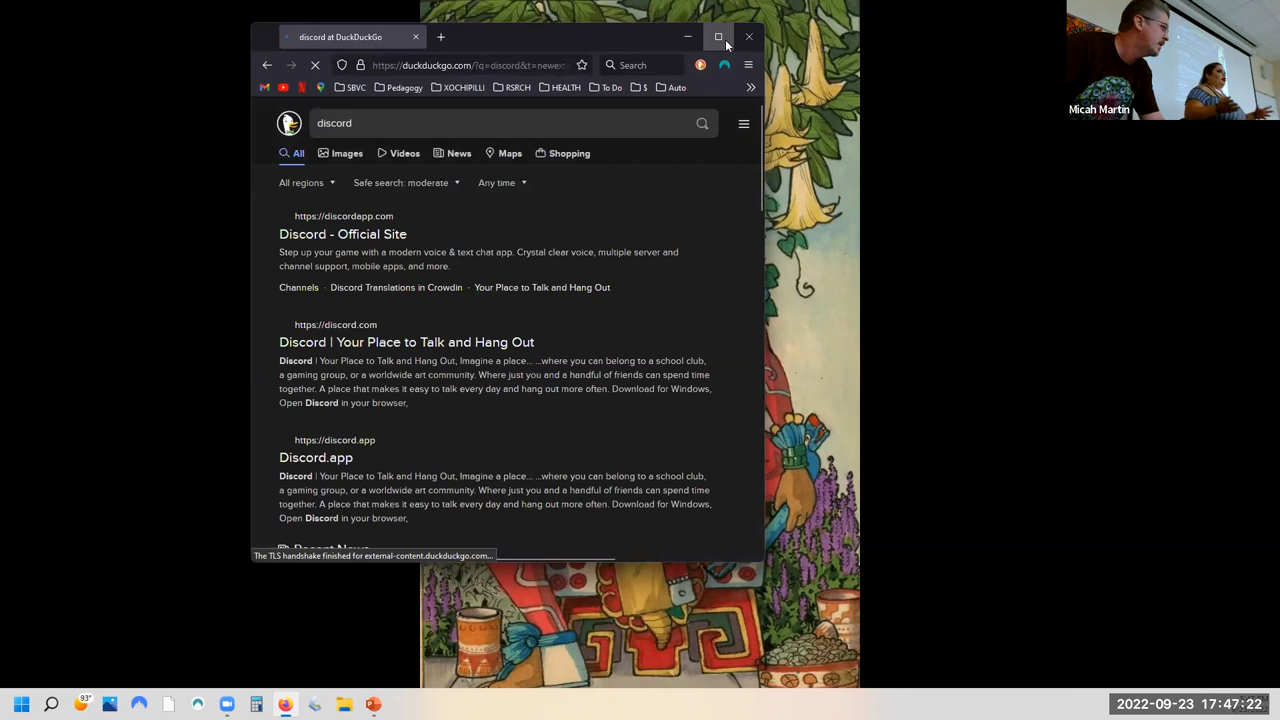 discord at DuckDuckGo
https://duckduckgo.com/?q=discord&t=newex
Search
SBVC
Pedagogy
XOCHIPILLI
RSRCH
HEALTH
To Do
$
Auto
discord
All
Images
Videos
News
Maps
Shopping
All regions
Safe search: moderate
Any time
https://discordapp.com
Discord - Official Site
Step up your game with a modern voice & text chat app. Crystal clear voice, multiple server and
channel support, mobile apps, and more.
Channels · Discord Translations in Crowdin · Your Place to Talk and Hang Out
https://discord.com
Discord | Your Place to Talk and Hang Out
Discord | Your Place to Talk and Hang Out, Imagine a place... ...where you can belong to a school club,
a gaming group, or a worldwide art community. Where just you and a handful of friends can spend time
together. A place that makes it easy to talk every day and hang out more often. Download for Windows,
Open Discord in your browser,
https://discord.app
Discord.app
Discord | Your Place to Talk and Hang Out, Imagine a place... ...where you can belong to a school club,
a gaming group, or a worldwide art community. Where just you and a handful of friends can spend time
together. A place that makes it easy to talk every day and hang out more often. Download for Windows,
Open Discord in your browser,
The TLS handshake finished for external-content.duckduckgo.com...
Micah Martin
93°
2022-09-23 17:47:22